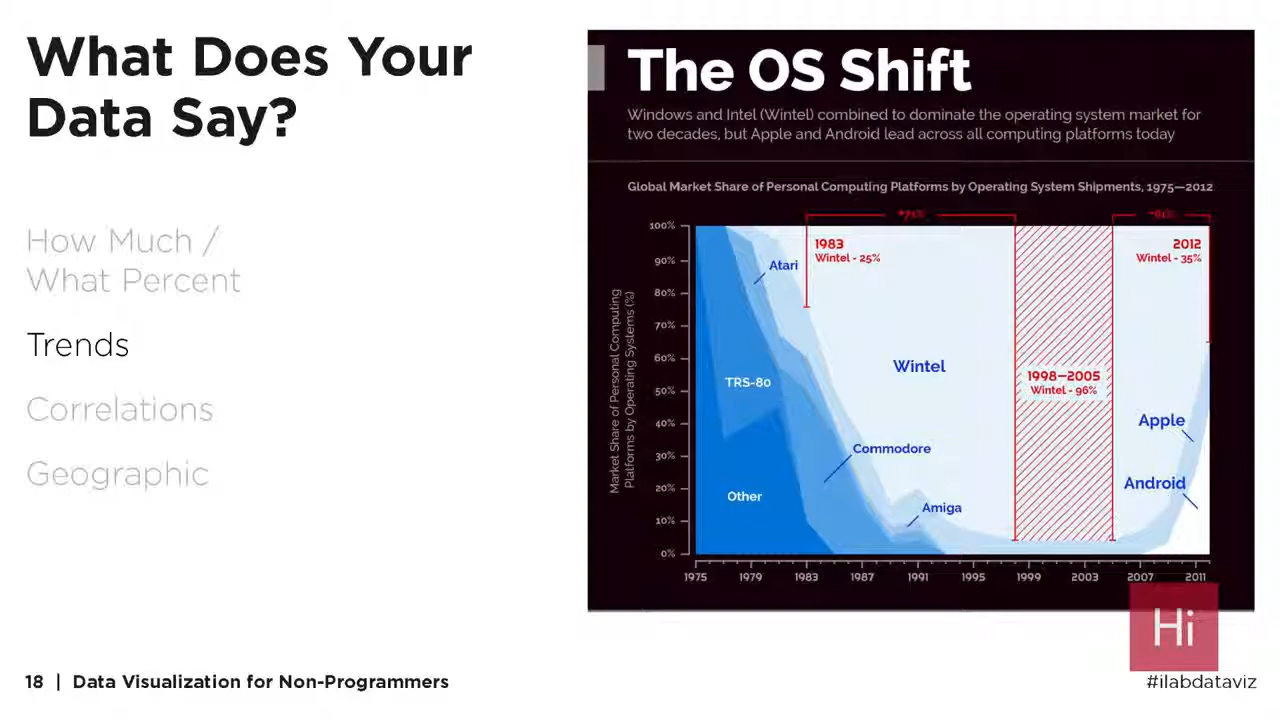 What Does Your
Data Say?
How Much /
What Percent
Trends
Correlations
Geographic
The OS Shift
Windows and Intel (Wintel) combined to dominate the operating system market for
two decades, but Apple and Android lead across all computing platforms today
Global Market Share of Personal Computing Platforms by Operating System Shipments, 1975—2012
100%
90%
80%
70%
60%
50%
40%
30%
20%
10%
0%
Market Share of Personal Computing
Platforms by Operating Systems (%)
1983
Wintel - 25%
2012
Wintel - 35%
Atari
Wintel
1998—2005
Wintel - 96%
TRS-80
Apple
Commodore
Android
Other
Amiga
1975 1979 1983 1987 1991 1995 1999 2003 2007 2011
Hi
18 | Data Visualization for Non-Programmers
#ilabdataviz